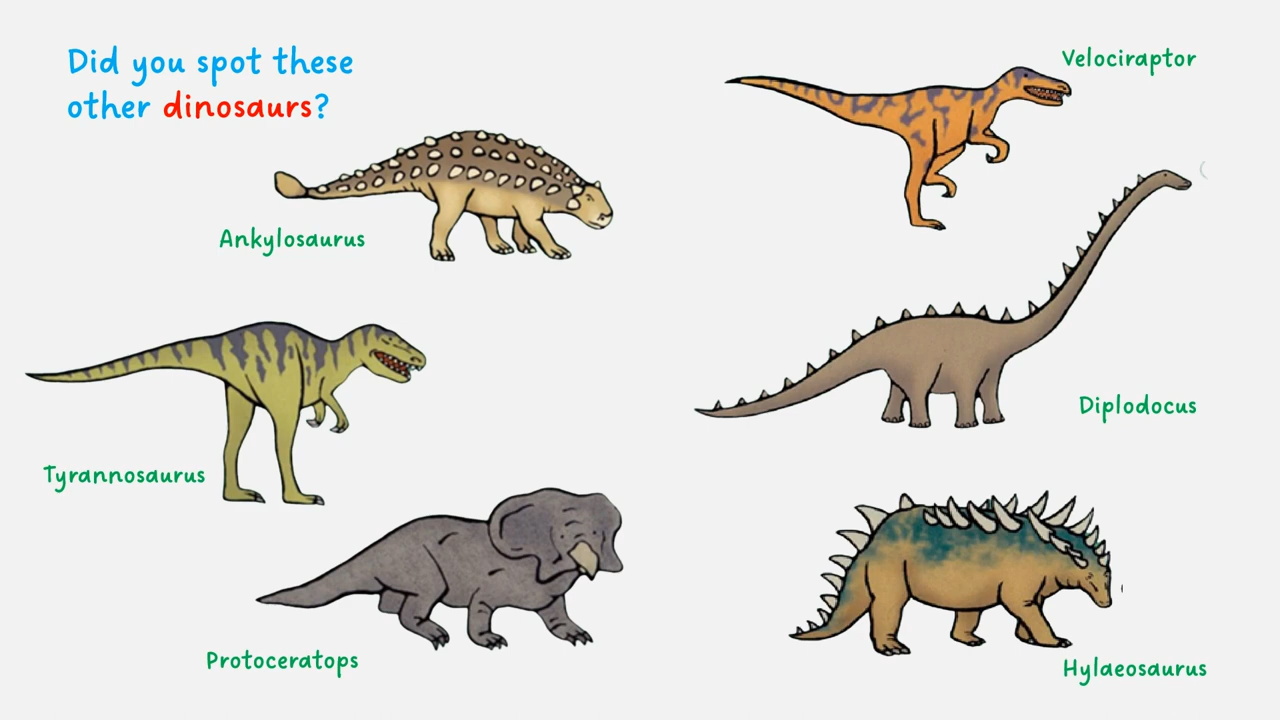 Did you spot these
other dinosaurs?
Velociraptor
Ankylosaurus
Diplodocus
Tyrannosaurus
Protoceratops
Hylaeosaurus